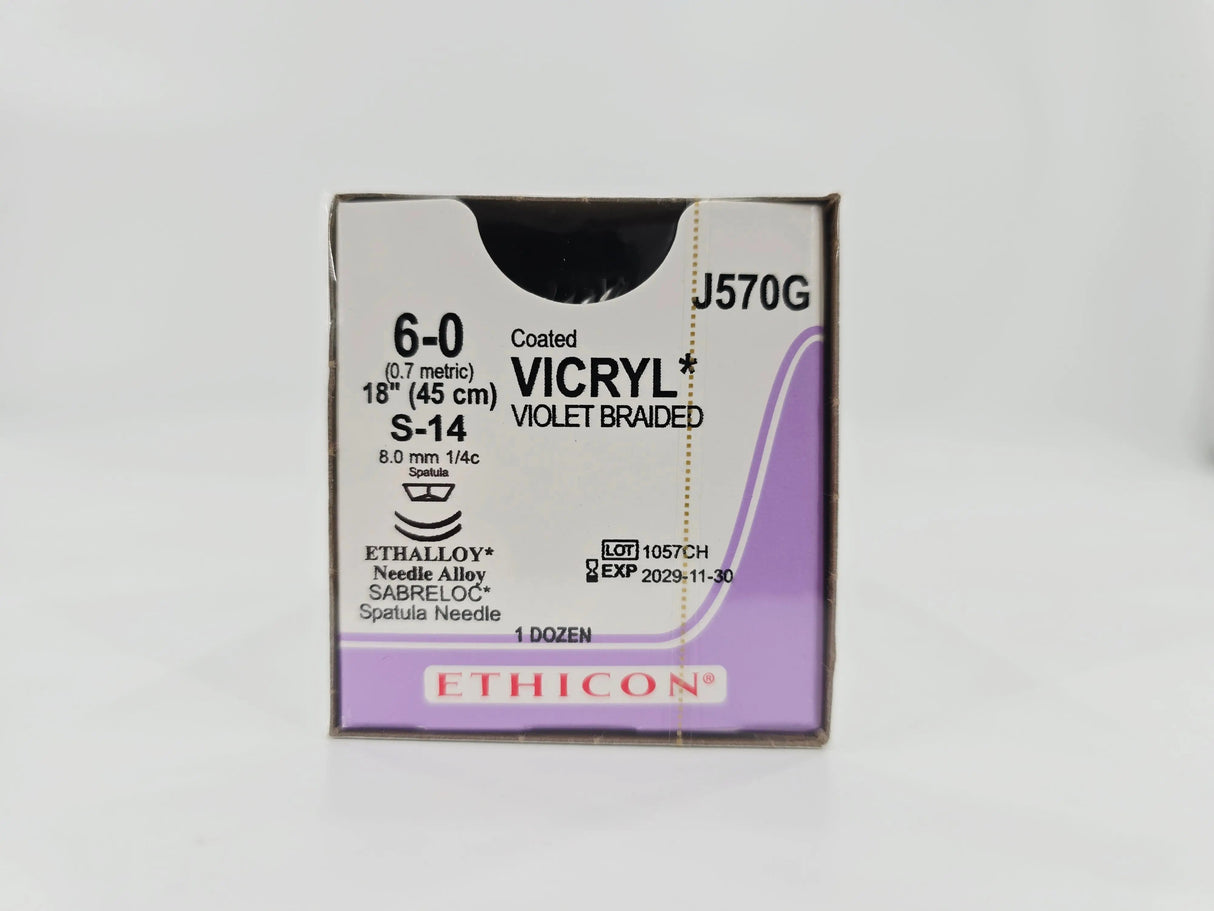 J570G
6-0
(0.7 metric)
18" (45 cm)
S-14
8.0 mm 1/4c
Spatula
ETHALLOY*
Needle Alloy
SABRELOC*
Spatula Needle
Coated
VICRYL*
VIOLET BRAIDED
LOT 1057CH
EXP 2029-11-30
1 DOZEN
ETHICON®